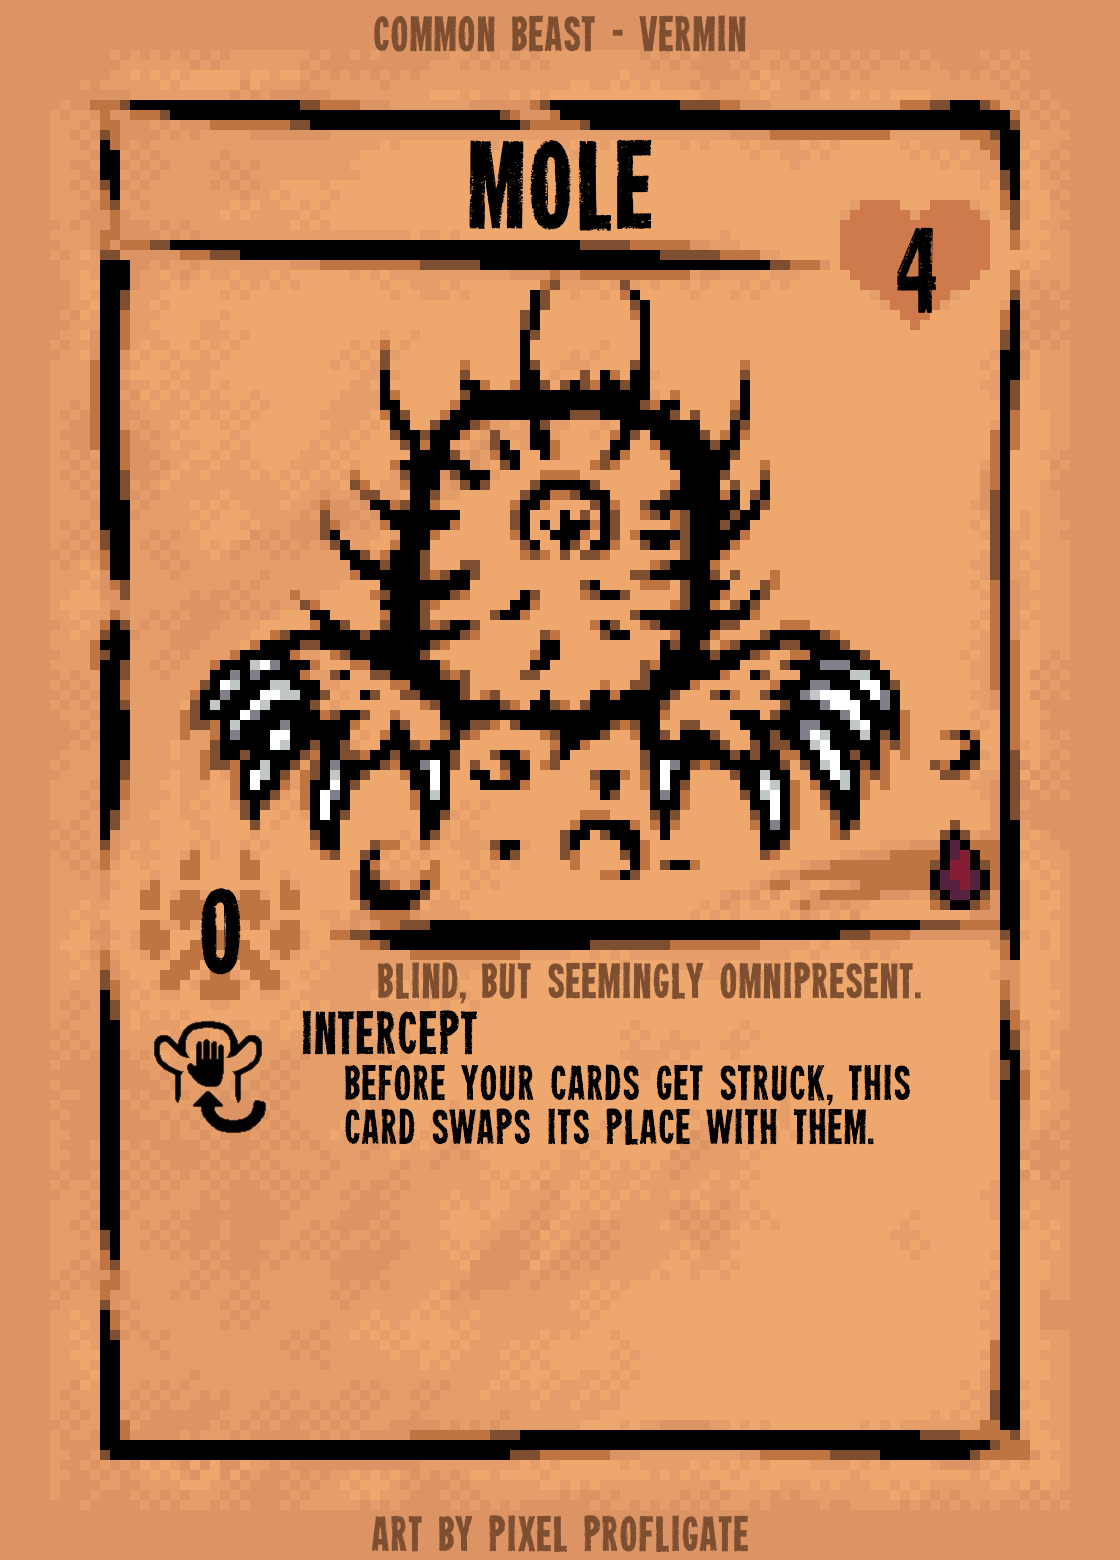 COMMON BEAST - VERMIN
MOLE
4
0
BLIND, BUT SEEMINGLY OMNIPRESENT.
INTERCEPT
BEFORE YOUR CARDS GET STRUCK, THIS
CARD SWAPS ITS PLACE WITH THEM.
ART BY PIXEL PROFLIGATE